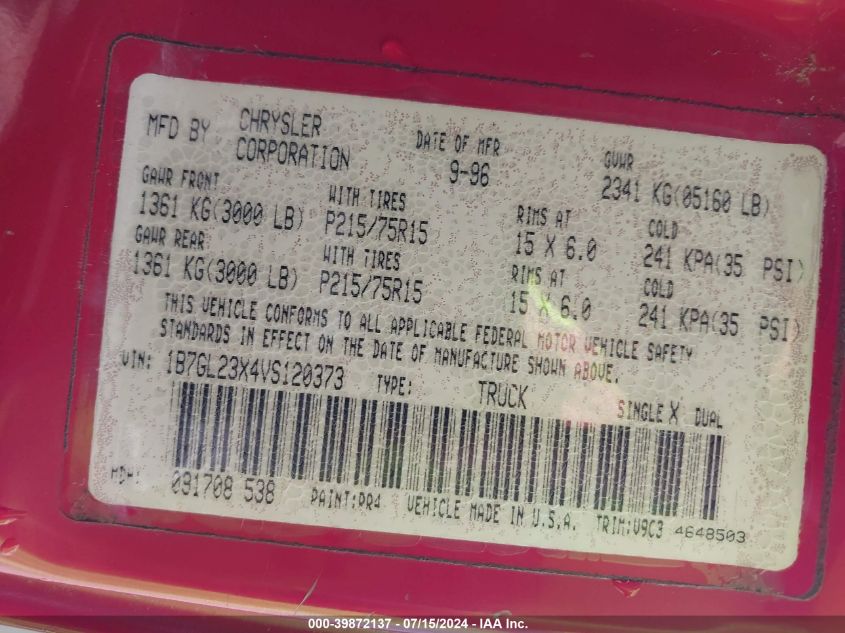 MFD BY CHRYSLER CORPORATION DATE OF MFR 9-96 GVWR 2341 KG(05160 LB)
GAWR FRONT 1361 KG(3000 LB) WITH TIRES P215/75R15 RIMS AT 15 X 6.0 COLD 241 KPA(35 PSI)
GAWR REAR 1361 KG(3000 LB) WITH TIRES P215/75R15 RIMS AT 15 X 6.0 COLD 241 KPA(35 PSI)
THIS VEHICLE CONFORMS TO ALL APPLICABLE FEDERAL MOTOR VEHICLE SAFETY
STANDARDS IN EFFECT ON THE DATE OF MANUFACTURE SHOWN ABOVE.
VIN: 1B7GL23X4VS120373 TYPE: TRUCK SINGLE X DUAL
MDH: 091708 538 PAINT:PR4 VEHICLE MADE IN U.S.A. TRIM:V9C3 4648503
000-39872137 - 07/15/2024 - IAA Inc.